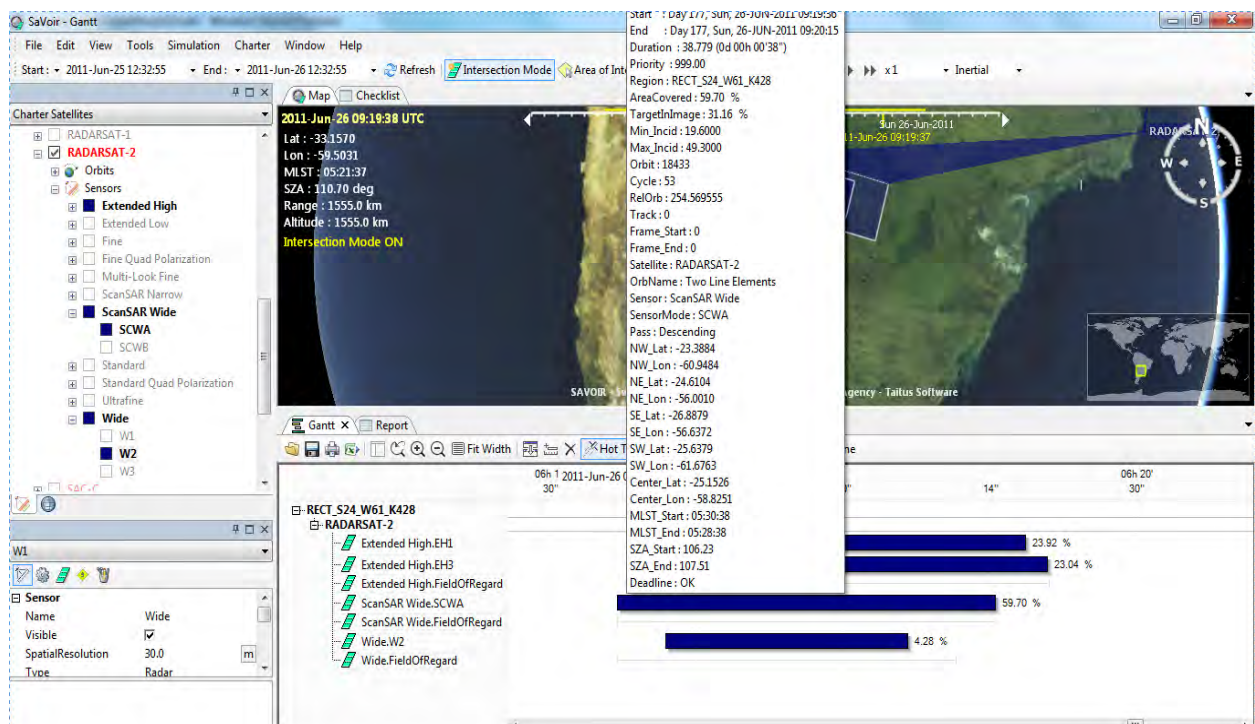 SaVoir - Gantt
File Edit View Tools Simulation Charter Window Help
Start: 2011-Jun-25 12:32:55 End: 2011-Jun-26 12:32:55 Refresh Intersection Mode Area of Int x1 Inertial
Charter Satellites
RADARSAT-1
RADARSAT-2
Orbits
Sensors
Extended High
Extended Low
Fine
Fine Quad Polarization
Multi-Look Fine
ScanSAR Narrow
ScanSAR Wide
SCWA
SCWB
Standard
Standard Quad Polarization
Ultrafine
Wide
W1
W2
W3
SAC-C
W1
Sensor
Name Wide
Visible
SpatialResolution 30.0 m
Type Radar
Map Checklist
2011-Jun-26 09:19:38 UTC
Lat : -33.1570
Lon : -59.5031
MLST : 05:21:37
SZA : 110.70 deg
Range : 1555.0 km
Altitude : 1555.0 km
Intersection Mode ON
Sun 26-Jun-2011
11-Jun-26 09:19:37
RADARSAT-2
N
W E
S
SAVOIR
gency - Taitus Software
Start : Day 177, Sun, 26-JUN-2011 09:19:36
End : Day 177, Sun, 26-JUN-2011 09:20:15
Duration : 38.779 (0d 00h 00'38")
Priority : 999.00
Region : RECT_S24_W61_K428
AreaCovered : 59.70 %
TargetInImage : 31.16 %
Min_Incid : 19.6000
Max_Incid : 49.3000
Orbit : 18433
Cycle : 53
RelOrb : 254.569555
Track : 0
Frame_Start : 0
Frame_End : 0
Satellite : RADARSAT-2
OrbName : Two Line Elements
Sensor : ScanSAR Wide
SensorMode : SCWA
Pass : Descending
NW_Lat : -23.3884
NW_Lon : -60.9484
NE_Lat : -24.6104
NE_Lon : -56.0010
SE_Lat : -26.8879
SE_Lon : -56.6372
SW_Lat : -25.6379
SW_Lon : -61.6763
Center_Lat : -25.1526
Center_Lon : -58.8251
MLST_Start : 05:30:38
MLST_End : 05:28:38
SZA_Start : 106.23
SZA_End : 107.51
Deadline : OK
Gantt Report
Fit Width Hot T ne
06h 1 2011-Jun-26 06h 20'
30" 14" 30"
RECT_S24_W61_K428
RADARSAT-2
Extended High.EH1 23.92 %
Extended High.EH3 23.04 %
Extended High.FieldOfRegard
ScanSAR Wide.SCWA 59.70 %
ScanSAR Wide.FieldOfRegard
Wide.W2 4.28 %
Wide.FieldOfRegard